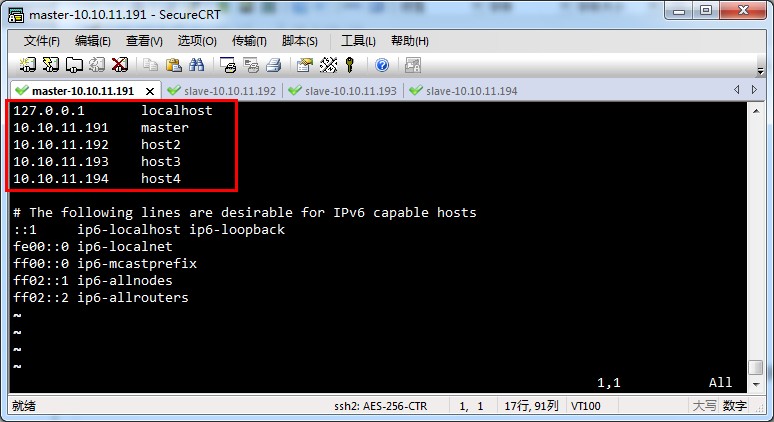 master-10.10.11.191 - SecureCRT
文件(F) 编辑(E) 查看(V) 选项(O) 传输(T) 脚本(S) 工具(L) 帮助(H)
master-10.10.11.191 slave-10.10.11.192 slave-10.10.11.193 slave-10.10.11.194
127.0.0.1 localhost
10.10.11.191 master
10.10.11.192 host2
10.10.11.193 host3
10.10.11.194 host4
# The following lines are desirable for IPv6 capable hosts
::1 ip6-localhost ip6-loopback
fe00::0 ip6-localnet
ff00::0 ip6-mcastprefix
ff02::1 ip6-allnodes
ff02::2 ip6-allrouters
~
~
~
~
1,1 All
就绪 ssh2: AES-256-CTR 1, 1 17行, 91列 VT100 大写 数字